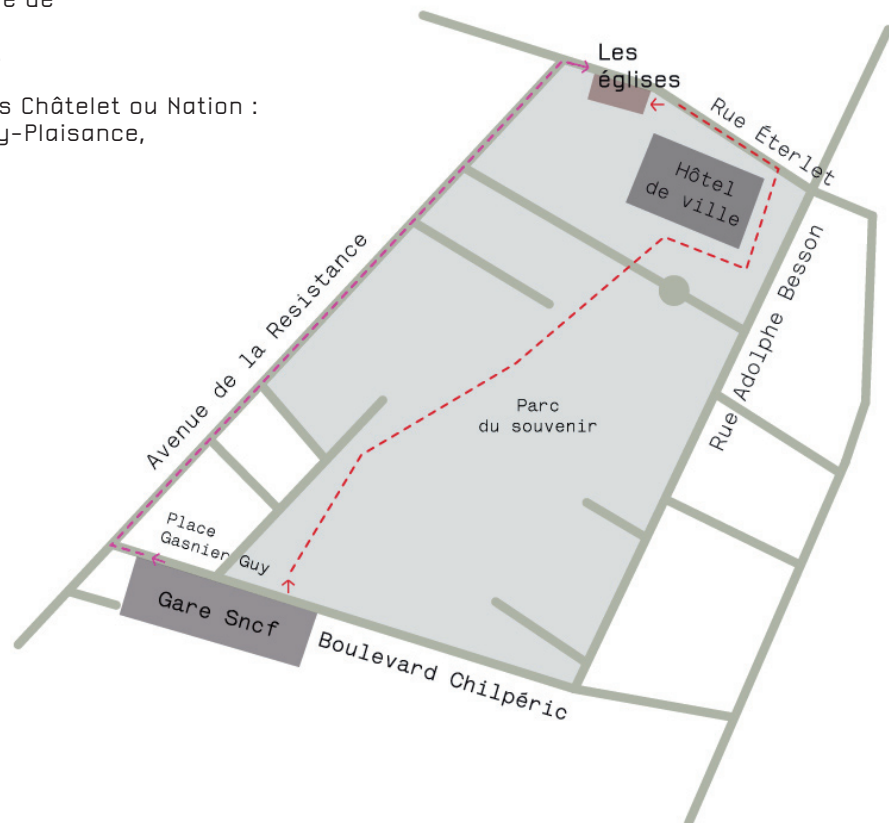 s Châtelet ou Nation :
y-Plaisance,
Les
églises
Rue Éterlet
Hôtel
de ville
Rue Adolphe Besson
Avenue de la Resistance
Parc
du souvenir
Place
Gasnier Guy
Gare Sncf
Boulevard Chilpéric